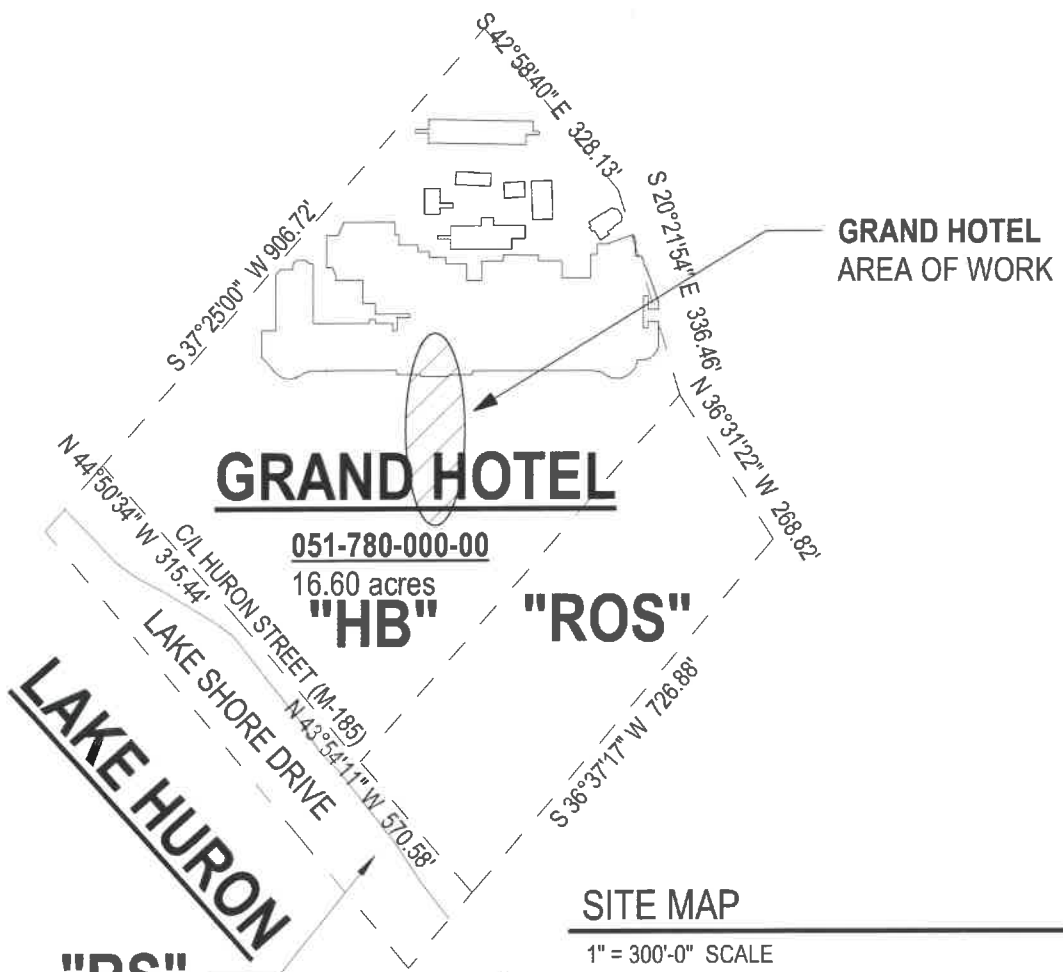 S 42°58'40" E 328.13'
S 20°21'54" E 336.46'
S 37°25'00" W 906.72'
GRAND HOTEL
AREA OF WORK
N 36°31'22" W 268.82'
N 44°50'34" W 315.44'
GRAND HOTEL
051-780-000-00
16.60 acres
"HB"
"ROS"
C/L HURON STREET (M-185)
LAKE SHORE DRIVE
N 43°54'11" W 570.58'
S 36°37'17" W 726.88'
LAKE HURON
SITE MAP
1" = 300'-0" SCALE